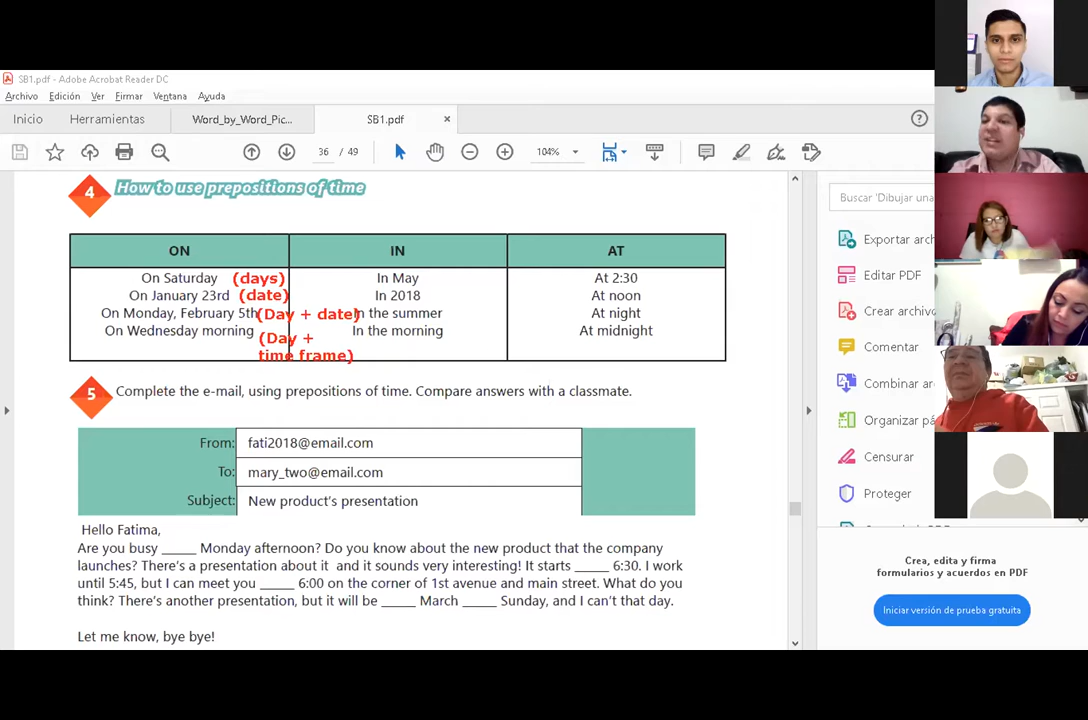 SB1.pdf - Adobe Acrobat Reader DC
Archivo Edición Ver Firmar Ventana Ayuda
Inicio Herramientas Word_by_Word_Pic... SB1.pdf ×
36 / 49 104%
4 How to use prepositions of time
ON IN AT
On Saturday (days) In May At 2:30
On January 23rd (date) In 2018 At noon
On Monday, February 5th (Day + date) In the summer At night
On Wednesday morning (Day + time frame) In the morning At midnight
5 Complete the e-mail, using prepositions of time. Compare answers with a classmate.
From: fati2018@email.com
To: mary_two@email.com
Subject: New product's presentation
Hello Fatima,
Are you busy _____ Monday afternoon? Do you know about the new product that the company
launches? There's a presentation about it and it sounds very interesting! It starts _____ 6:30. I work
until 5:45, but I can meet you _____ 6:00 on the corner of 1st avenue and main street. What do you
think? There's another presentation, but it will be _____ March _____ Sunday, and I can't that day.
Let me know, bye bye!
Buscar 'Dibujar una
Exportar arch
Editar PDF
Crear archivo
Comentar
Combinar ar
Organizar pá
Censurar
Proteger
Crea, edita y firma
formularios y acuerdos en PDF
Iniciar versión de prueba gratuita